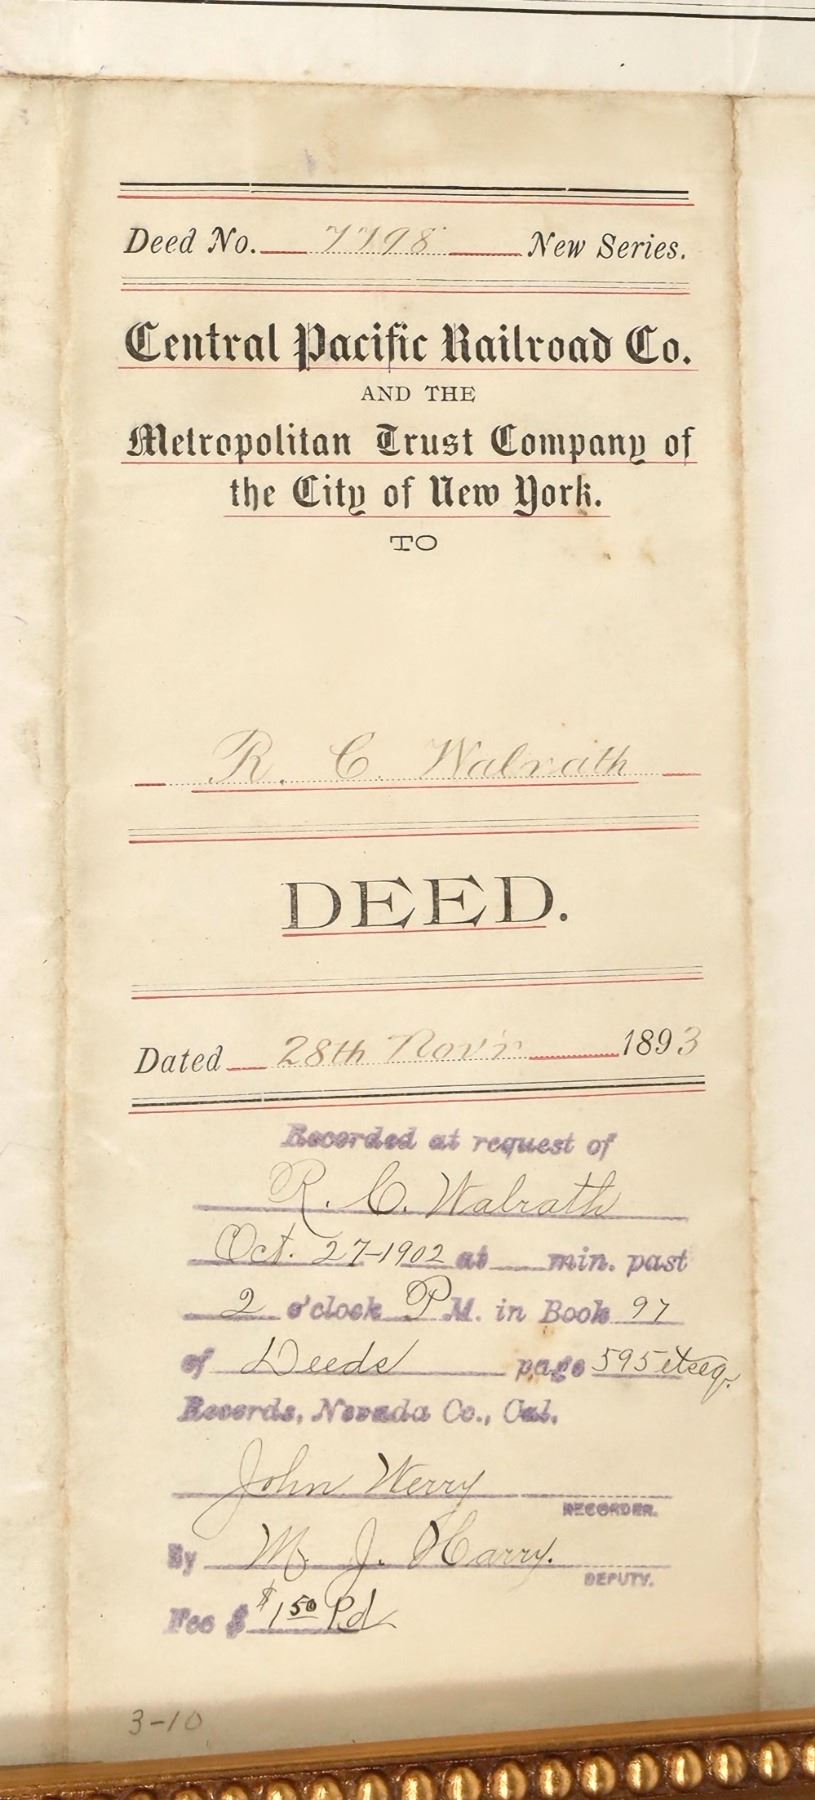 Deed No. 7798 New Series.
Central Pacific Railroad Co.
AND THE
Metropolitan Trust Company of
the City of New York.
TO
R. C. Walrath
DEED.
Dated 28th Nov'r 1893
Recorded at request of
R. C. Walrath
Oct. 27-1902 at min. past
2 o'clock P M. in Book 97
of Deeds page 595 et seq.
Records, Nevada Co., Cal.
John Werry
RECORDER.
By M. J. Harry.
DEPUTY.
Fee $ $1 50 Pd
3-10